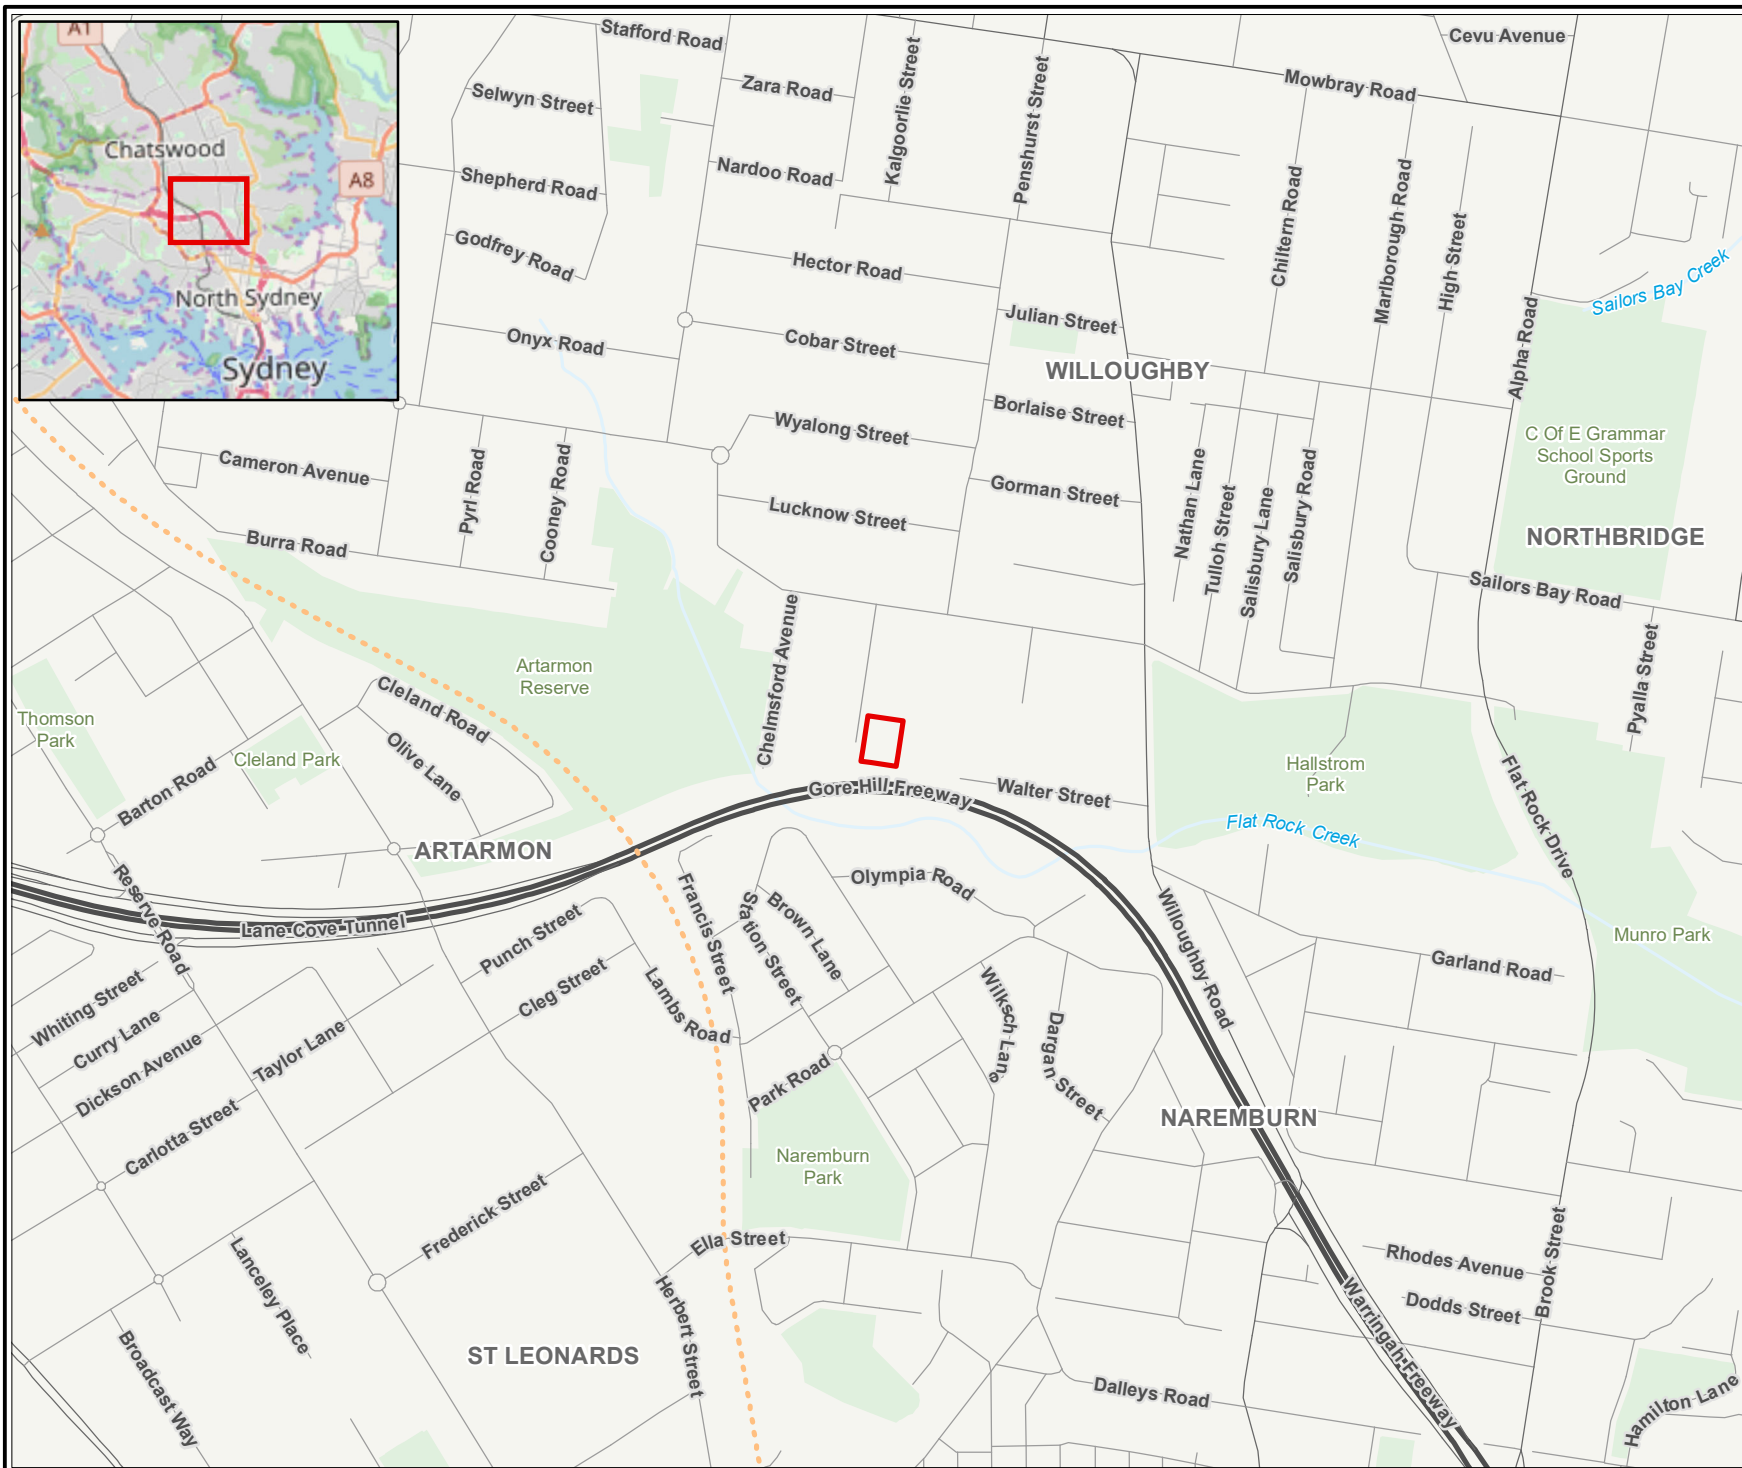 A1
Chatswood
A8
North Sydney
Sydney
Stafford Road
Cevu Avenue
Selwyn Street
Zara Road
Kalgoorlie Street
Penshurst Street
Mowbray Road
Shepherd Road
Nardoo Road
Chiltern Road
Marlborough Road
High Street
Godfrey Road
Hector Road
Sailors Bay Creek
Onyx Road
Cobar Street
Julian Street
Alpha Road
WILLOUGHBY
Cameron Avenue
Pyrl Road
Cooney Road
Wyalong Street
Borlaise Street
C Of E Grammar
School Sports
Ground
Burra Road
Lucknow Street
Gorman Street
Nathan Lane
Tulloh Street
Salisbury Lane
Salisbury Road
NORTHBRIDGE
Sailors Bay Road
Artarmon
Reserve
Chelmsford Avenue
Pyalla Street
Thomson
Park
Cleland Road
Cleland Park
Olive Lane
Barton Road
Gore Hill Freeway
Walter Street
Hallstrom
Park
Flat Rock Drive
Flat Rock Creek
ARTARMON
Reserve Road
Lane Cove Tunnel
Francis Street
Station Street
Brown Lane
Olympia Road
Willoughby Road
Munro Park
Garland Road
Punch Street
Cleg Street
Lambs Road
Wilksch Lane
Dargan Street
Whiting Street
Curry Lane
Dickson Avenue
Taylor Lane
Carlotta Street
Park Road
NAREMBURN
Naremburn
Park
Frederick Street
Ella Street
Lanceley Place
Herbert Street
Rhodes Avenue
Dodds Street
Brook Street
Warringah Freeway
ST LEONARDS
Broadcast Way
Dalleys Road
Hamilton Lane